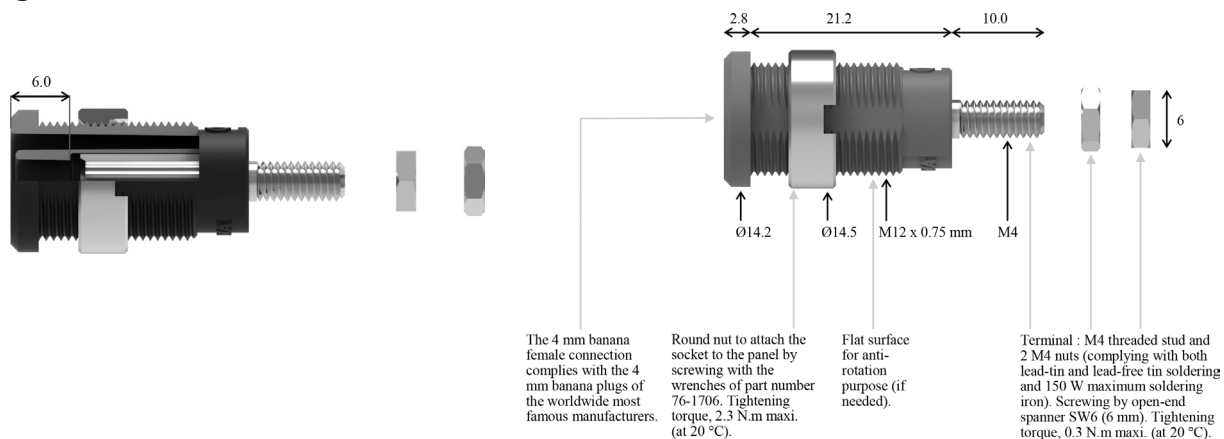 2.8
21.2
10.0
6.0
6
Ø14.2
Ø14.5
M12 x 0.75 mm
M4
The 4 mm banana
female connection
complies with the 4
mm banana plugs of
the worldwide most
famous manufacturers.
Round nut to attach the
socket to the panel by
screwing with the
wrenches of part number
76-1706. Tightening
torque, 2.3 N.m maxi.
(at 20 °C).
Flat surface
for anti-
rotation
purpose (if
needed).
Terminal : M4 threaded stud and
2 M4 nuts (complying with both
lead-tin and lead-free tin soldering
and 150 W maximum soldering
iron). Screwing by open-end
spanner SW6 (6 mm). Tightening
torque, 0.3 N.m maxi. (at 20 °C).